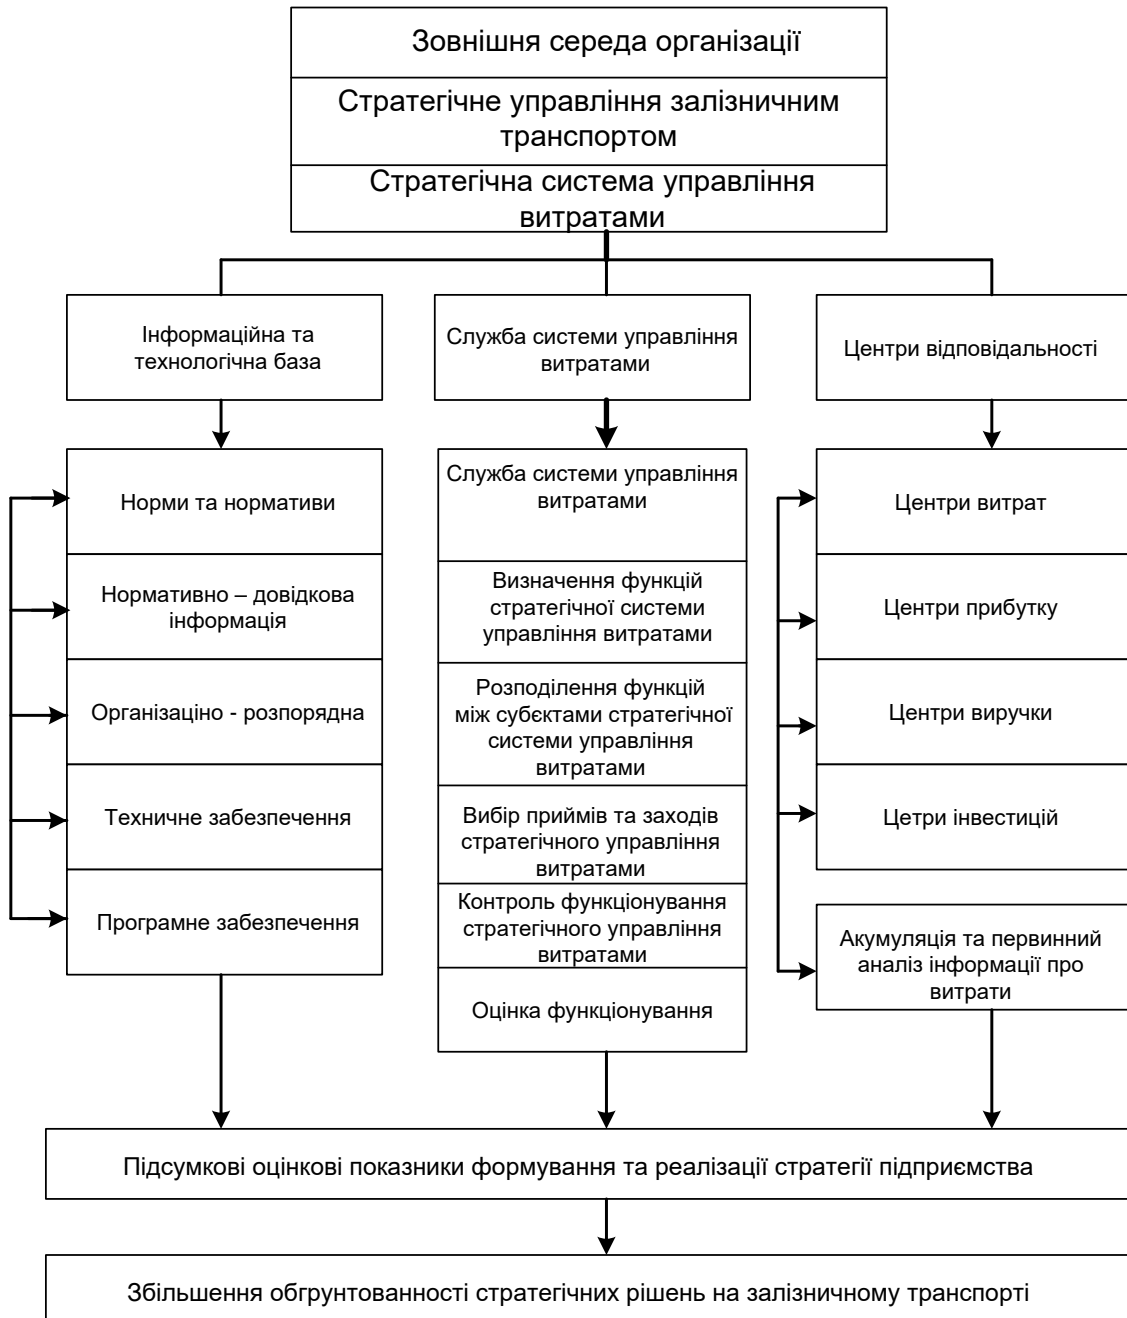 Зовнішня середа організації
Стратегічне управління залізничним
транспортом
Стратегічна система управління
витратами
Інформаційна та
технологічна база
Служба системи управління
витратами
Центри відповідальності
Норми та нормативи
Нормативно – довідкова
інформація
Організаціно - розпорядна
Техничне забезпечення
Програмне забезпечення
Служба системи управління
витратами
Визначення функцій
стратегічної системи
управління витратами
Розподілення функцій
між субєктами стратегічної
системи управління
витратами
Вибір приймів та заходів
стратегічного управління
витратами
Контроль функціонування
стратегічного управління
витратами
Оцінка функціонування
Центри витрат
Центри прибутку
Центри виручки
Цетри інвестицій
Акумуляція та первинний
аналіз інформації про
витрати
Підсумкові оцінкові показники формування та реалізації стратегії підприємства
Збільшення обгрунтованності стратегічних рішень на залізничному транспорті